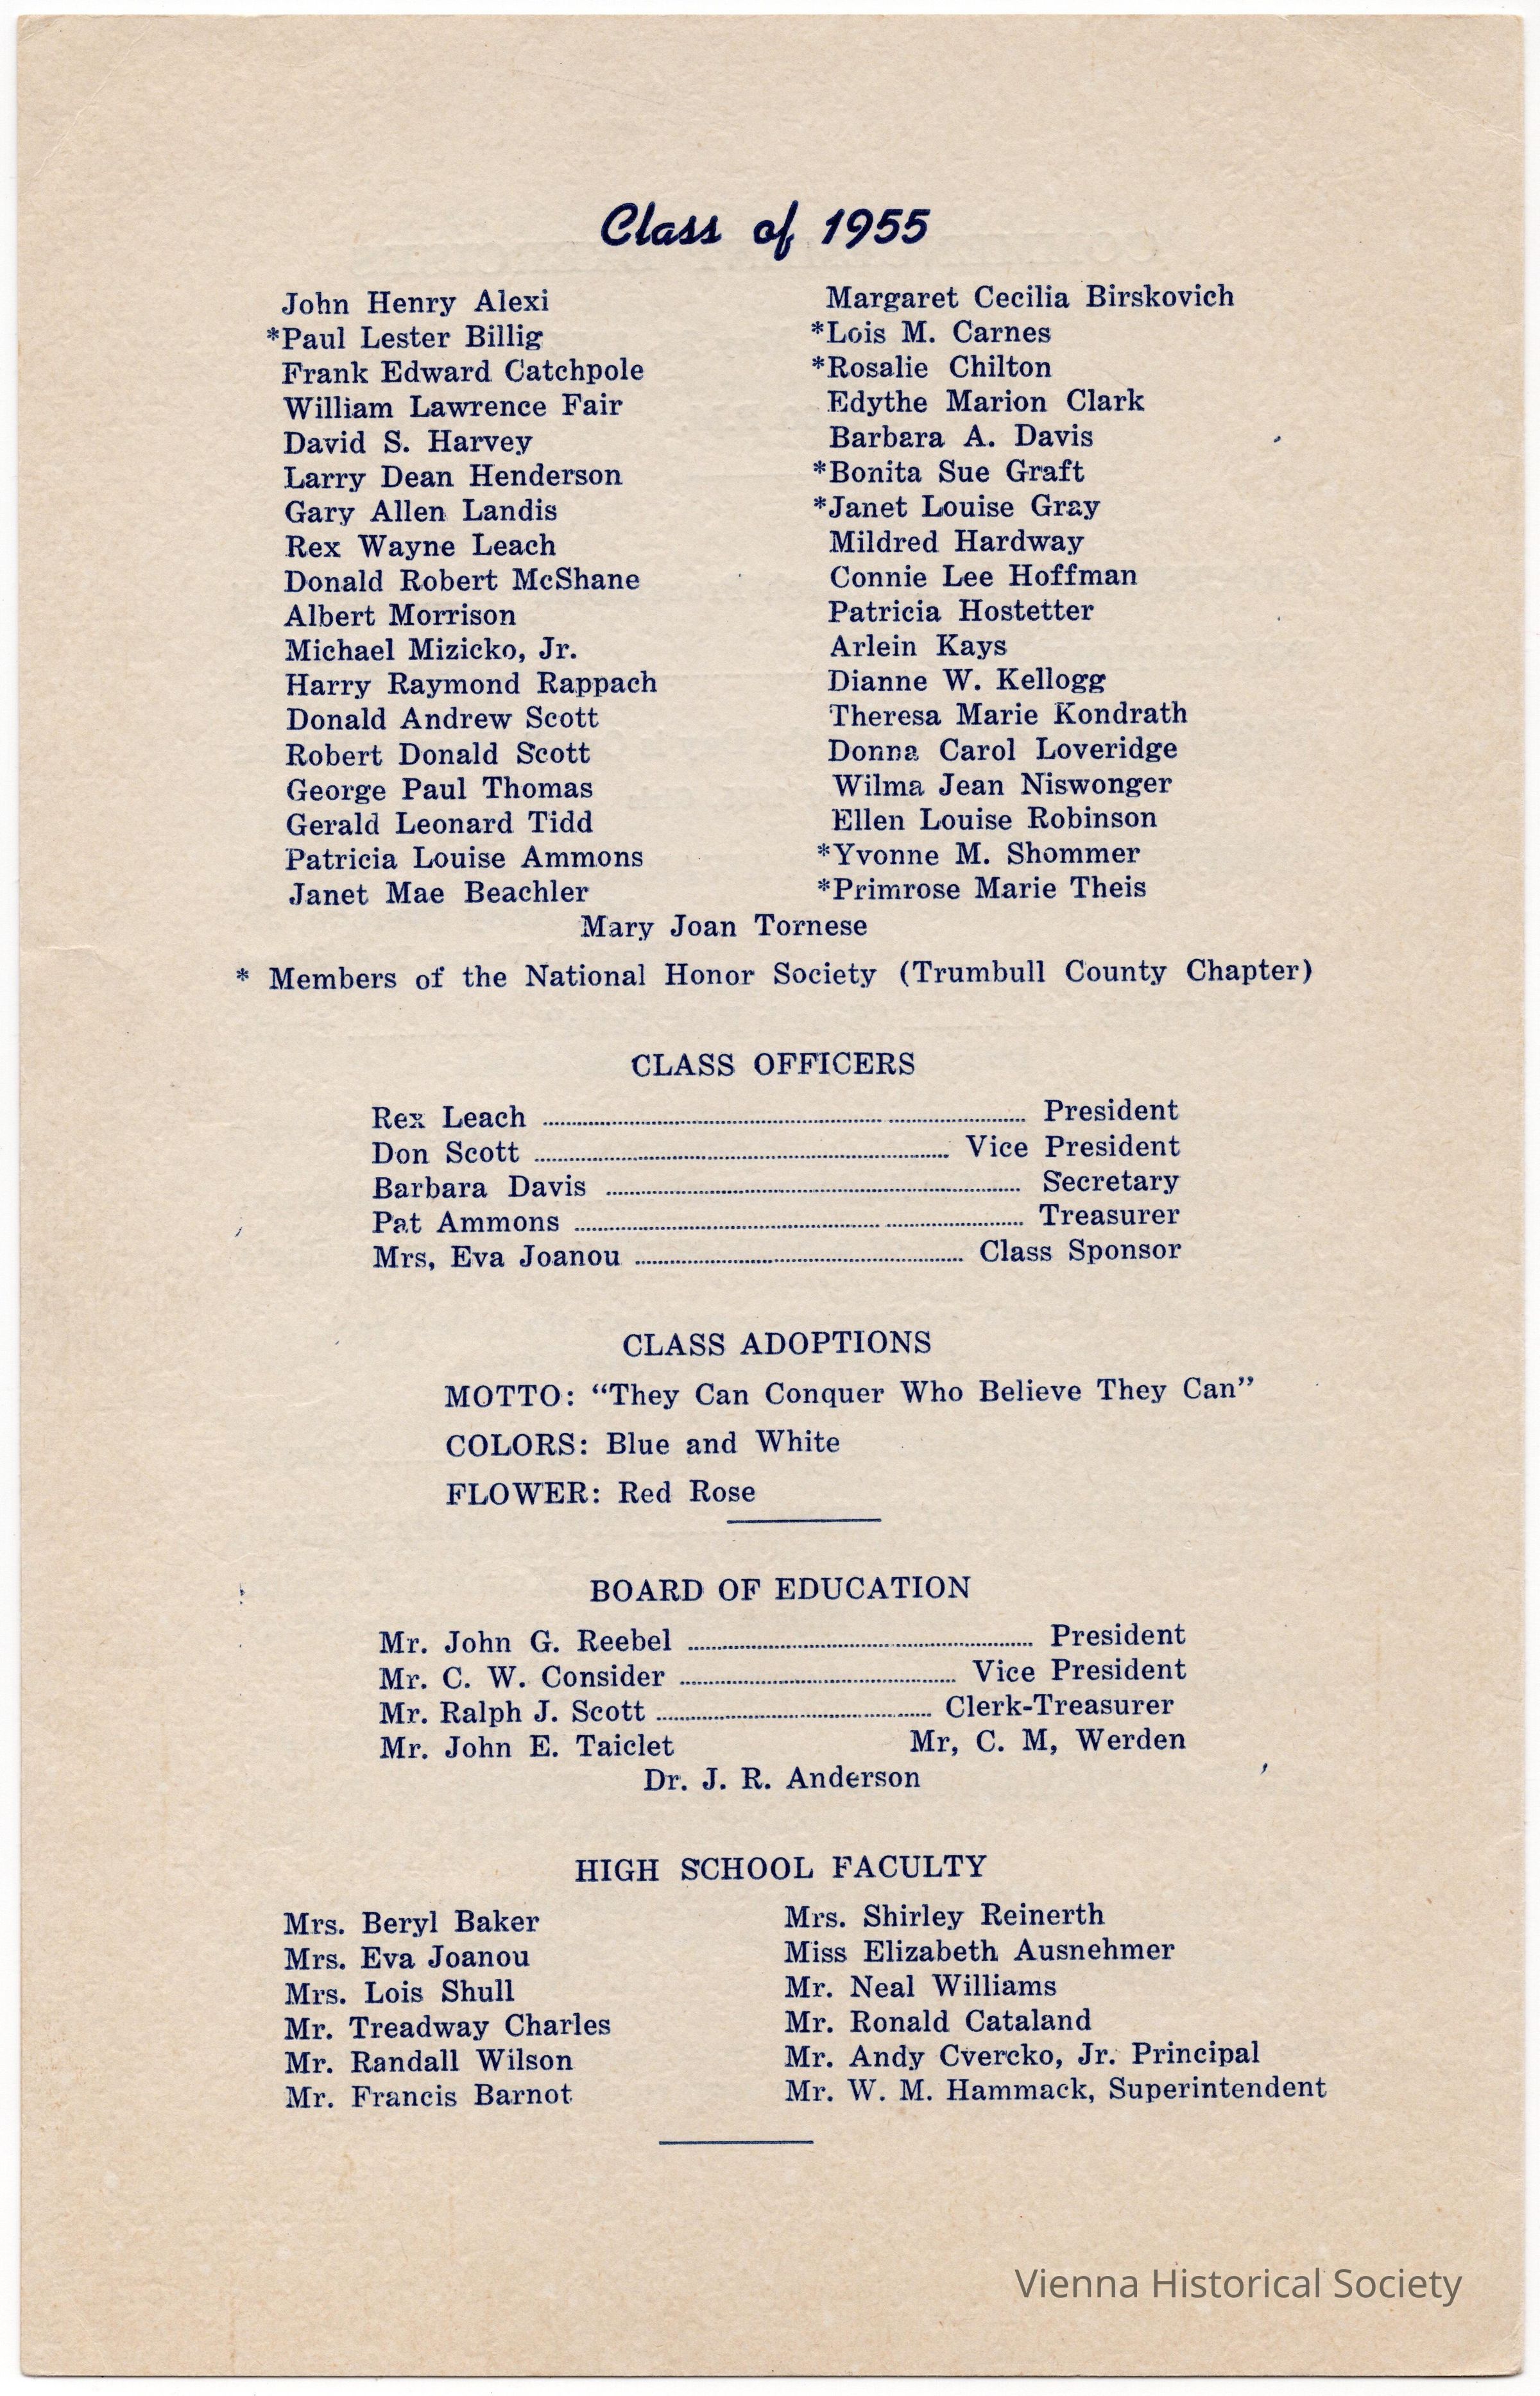 Class of 1955
John Henry Alexi
*Paul Lester Billig
Frank Edward Catchpole
William Lawrence Fair
David S. Harvey
Larry Dean Henderson
Gary Allen Landis
Rex Wayne Leach
Donald Robert McShane
Albert Morrison
Michael Mizicko, Jr.
Harry Raymond Rappach
Donald Andrew Scott
Robert Donald Scott
George Paul Thomas
Gerald Leonard Tidd
Patricia Louise Ammons
Janet Mae Beachler
Margaret Cecilia Birskovich
*Lois M. Carnes
*Rosalie Chilton
Edythe Marion Clark
Barbara A. Davis
*Bonita Sue Graft
*Janet Louise Gray
Mildred Hardway
Connie Lee Hoffman
Patricia Hostetter
Arlein Kays
Dianne W. Kellogg
Theresa Marie Kondrath
Donna Carol Loveridge
Wilma Jean Niswonger
Ellen Louise Robinson
*Yvonne M. Shommer
*Primrose Marie Theis
Mary Joan Tornese
* Members of the National Honor Society (Trumbull County Chapter)
CLASS OFFICERS
Rex Leach ........ President
Don Scott ........ Vice President
Barbara Davis ........ Secretary
Pat Ammons ........ Treasurer
Mrs, Eva Joanou ........ Class Sponsor
CLASS ADOPTIONS
MOTTO: “They Can Conquer Who Believe They Can”
COLORS: Blue and White
FLOWER: Red Rose
BOARD OF EDUCATION
Mr. John G. Reebel ........ President
Mr. C. W. Consider ........ Vice President
Mr. Ralph J. Scott ........ Clerk-Treasurer
Mr. John E. Taiclet Mr, C. M, Werden
Dr. J. R. Anderson
HIGH SCHOOL FACULTY
Mrs. Beryl Baker
Mrs. Eva Joanou
Mrs. Lois Shull
Mr. Treadway Charles
Mr. Randall Wilson
Mr. Francis Barnot
Mrs. Shirley Reinerth
Miss Elizabeth Ausnehmer
Mr. Neal Williams
Mr. Ronald Cataland
Mr. Andy Cvercko, Jr. Principal
Mr. W. M. Hammack, Superintendent
Vienna Historical Society